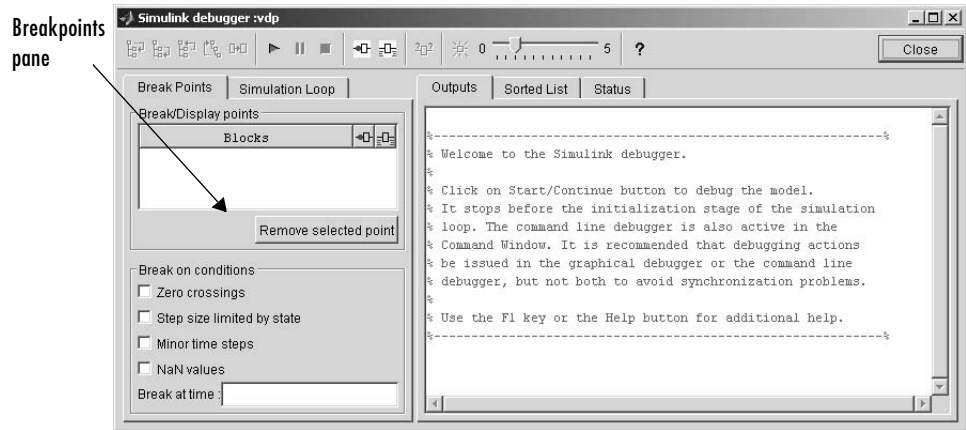 Breakpoints
pane
Simulink debugger :vdp
0 5 ? Close
Break Points Simulation Loop
Break/Display points
Blocks
Remove selected point
Break on conditions
Zero crossings
Step size limited by state
Minor time steps
NaN values
Break at time :
Outputs Sorted List Status
%----------------------------------------------------------------%
% Welcome to the Simulink debugger.
%
% Click on Start/Continue button to debug the model.
% It stops before the initialization stage of the simulation
% loop. The command line debugger is also active in the
% Command Window. It is recommended that debugging actions
% be issued in the graphical debugger or the command line
% debugger, but not both to avoid synchronization problems.
%
% Use the F1 key or the Help button for additional help.
%----------------------------------------------------------------%